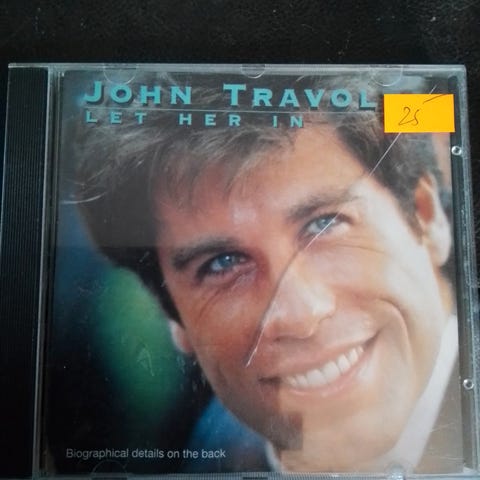 JOHN TRAVOL
LET HER IN
25
Biographical details on the back